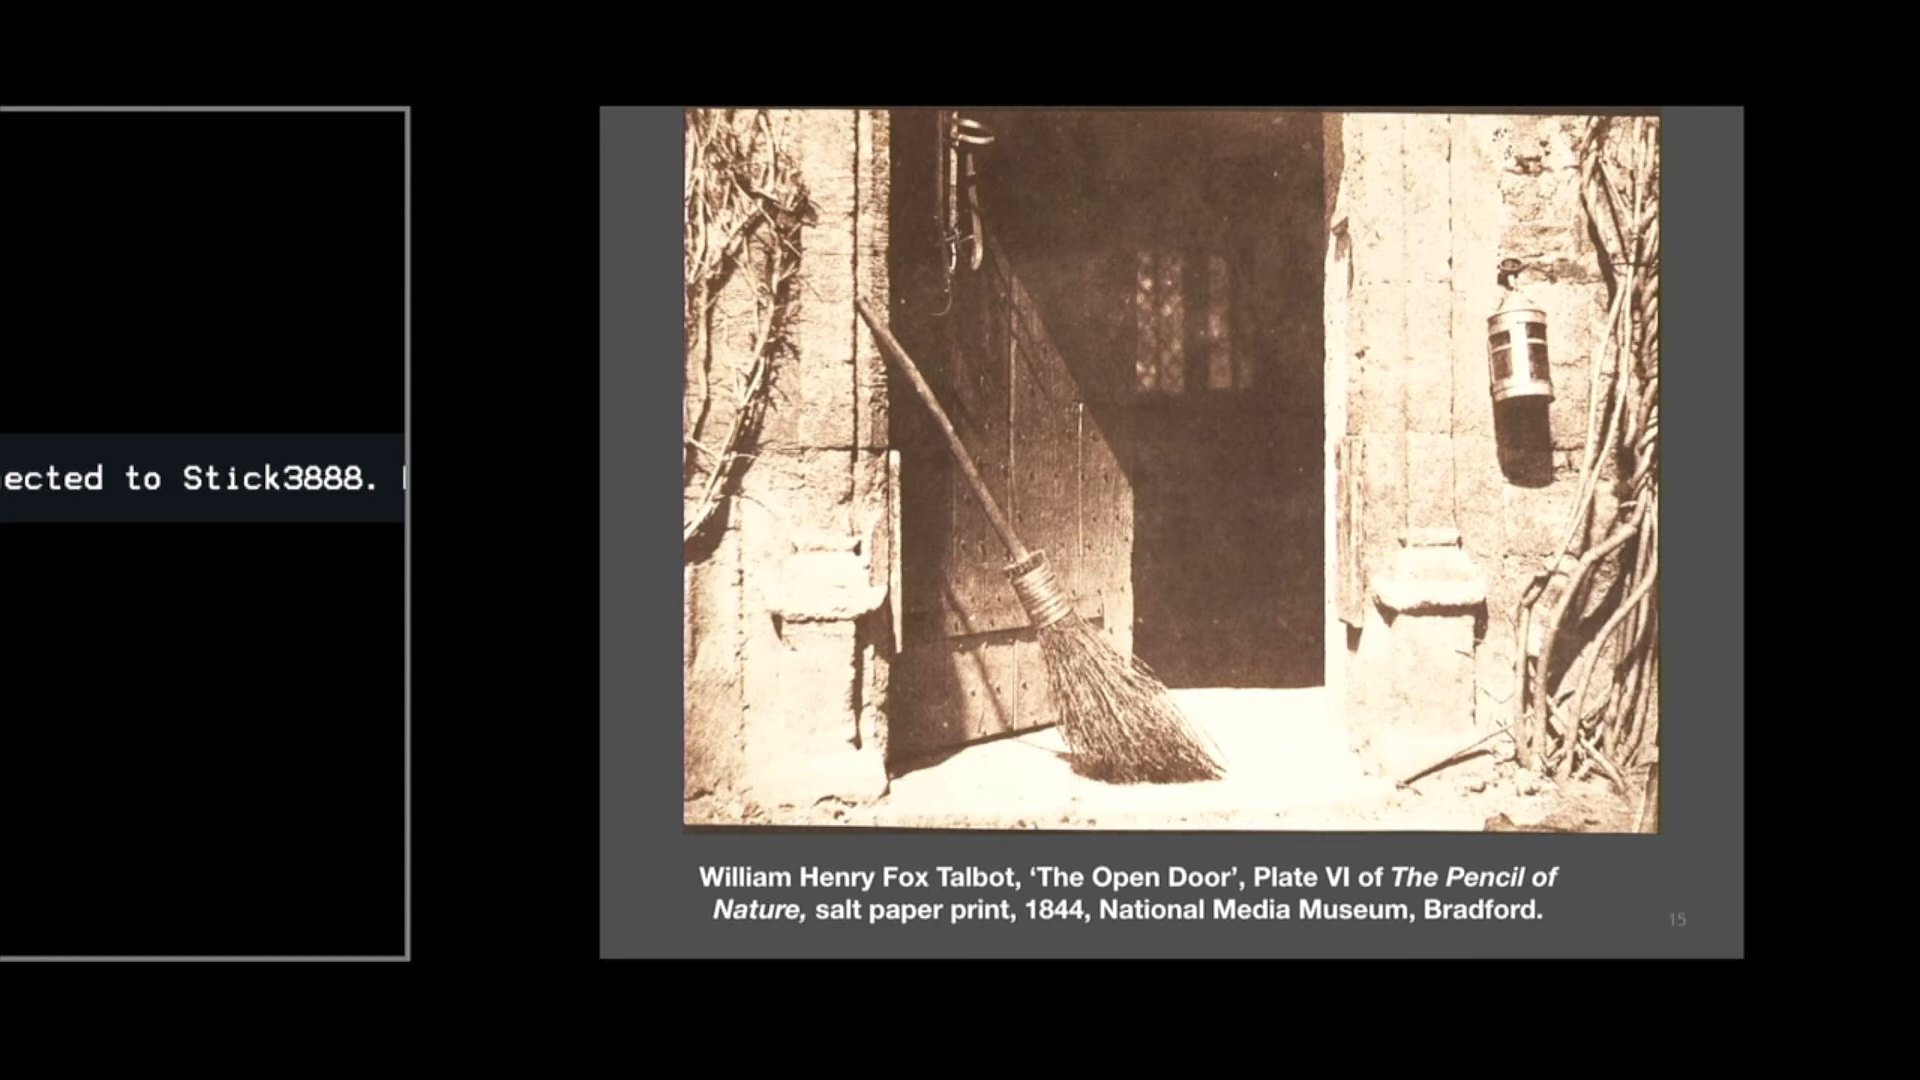 ected to Stick3888.
William Henry Fox Talbot, ‘The Open Door’, Plate VI of The Pencil of
Nature, salt paper print, 1844, National Media Museum, Bradford.
15